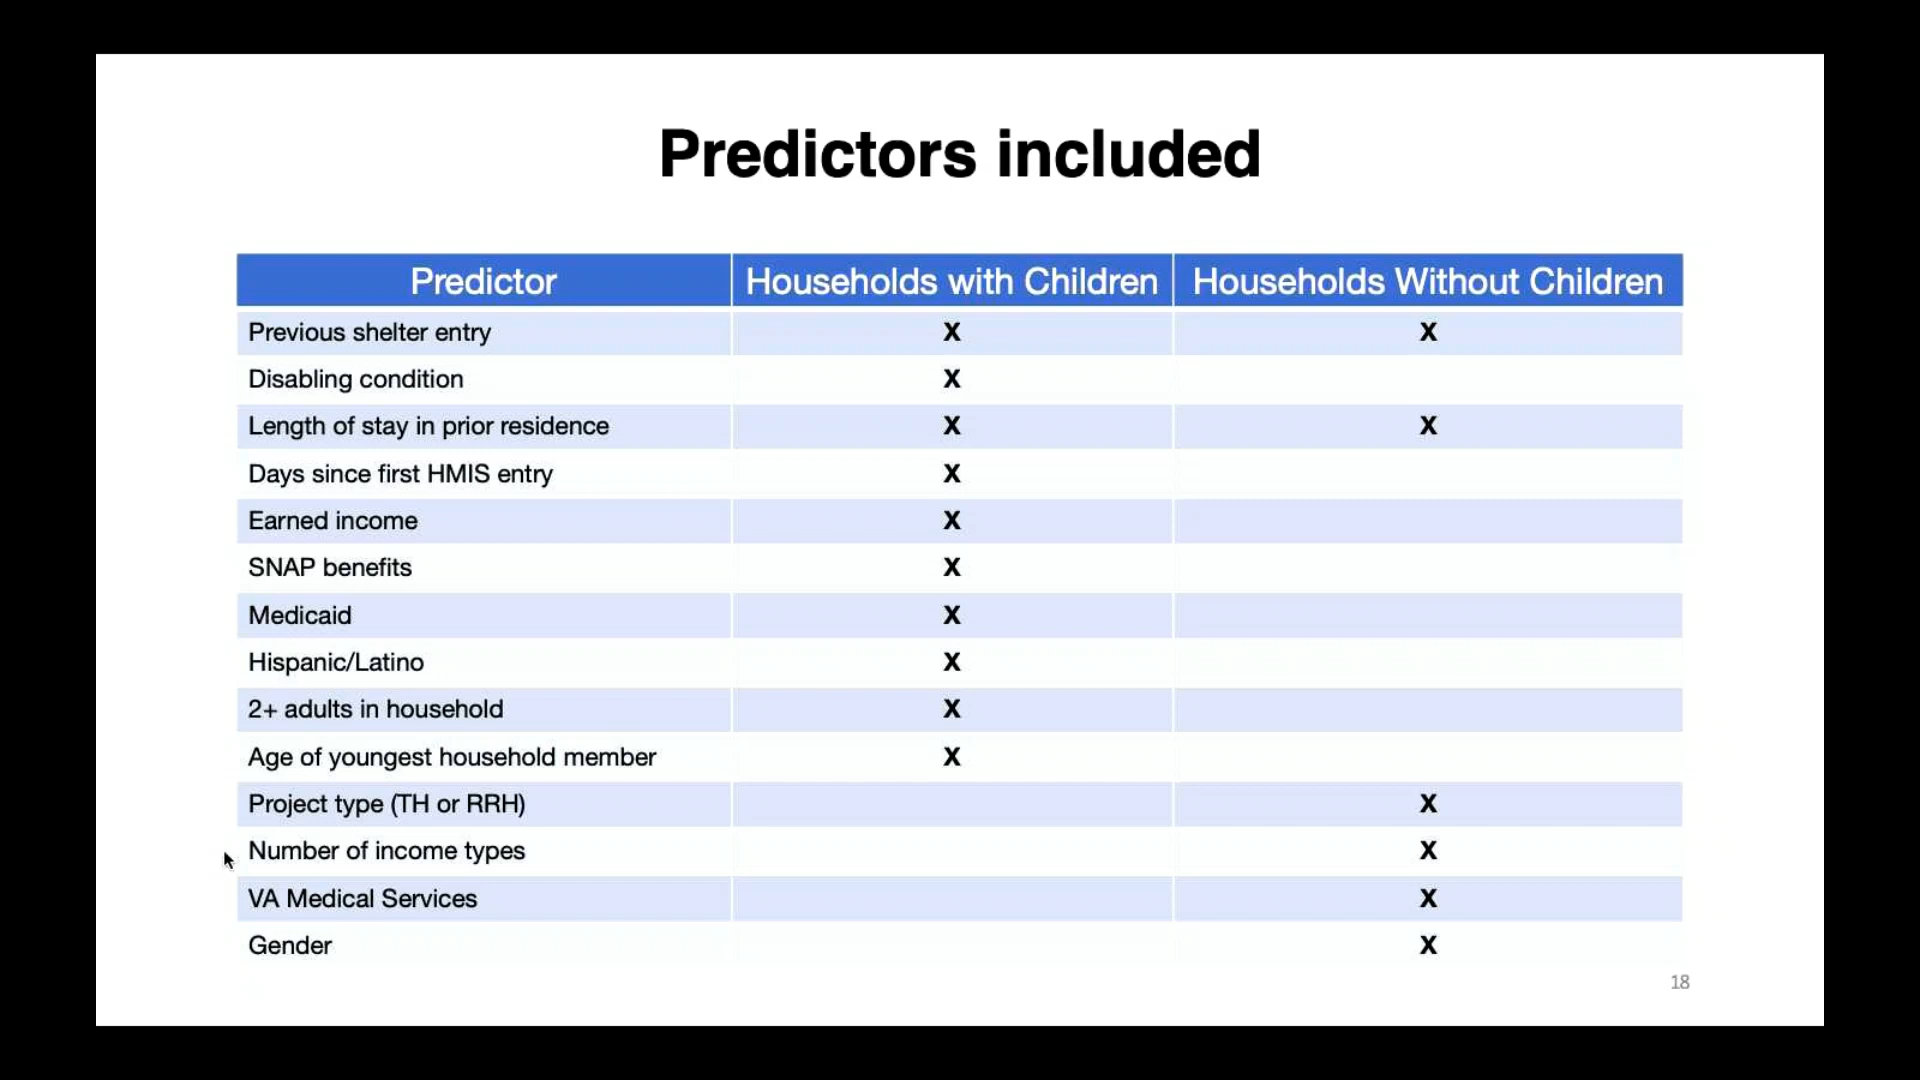 Predictors included
Predictor Households with Children Households Without Children
Previous shelter entry X X
Disabling condition X
Length of stay in prior residence X X
Days since first HMIS entry X
Earned income X
SNAP benefits X
Medicaid X
Hispanic/Latino X
2+ adults in household X
Age of youngest household member X
Project type (TH or RRH) X
Number of income types X
VA Medical Services X
Gender X
18